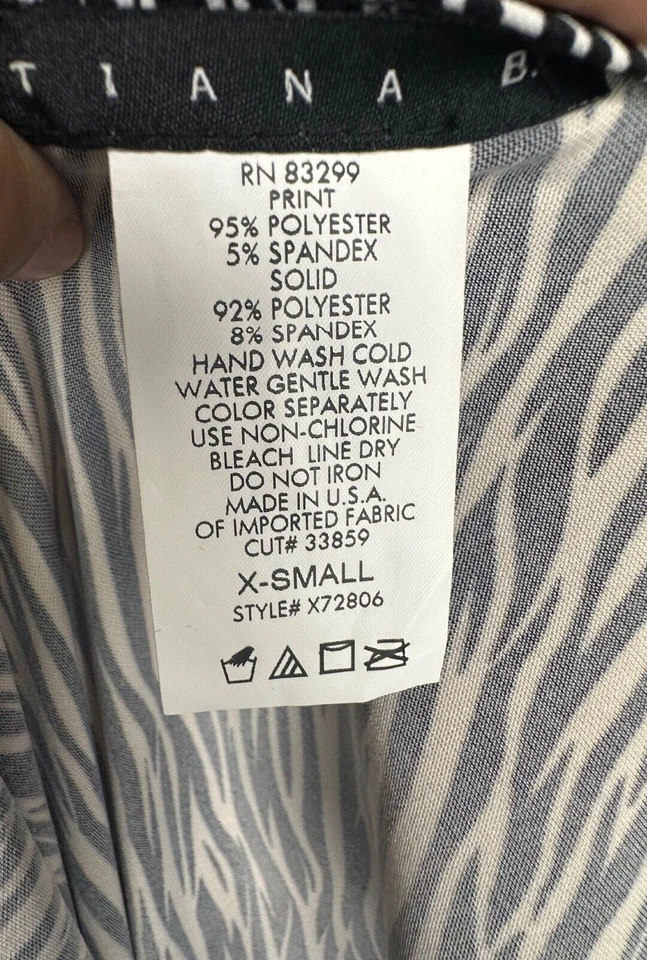 TIANA B.
RN 83299
PRINT
95% POLYESTER
5% SPANDEX
SOLID
92% POLYESTER
8% SPANDEX
HAND WASH COLD
WATER GENTLE WASH
COLOR SEPARATELY
USE NON-CHLORINE
BLEACH LINE DRY
DO NOT IRON
MADE IN U.S.A.
OF IMPORTED FABRIC
CUT# 33859
X-SMALL
STYLE# X72806